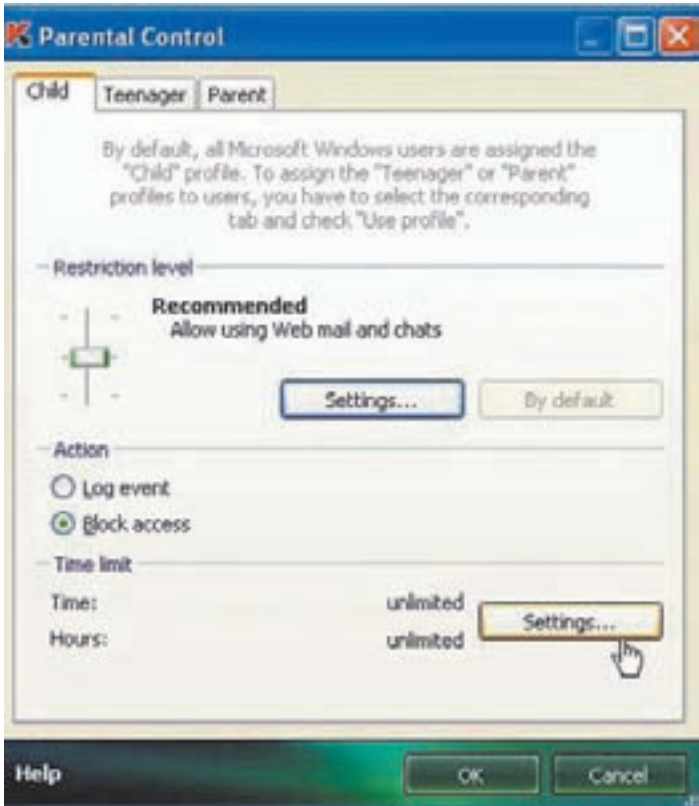 Parental Control
Child Teenager Parent
By default, all Microsoft Windows users are assigned the
"Child" profile. To assign the "Teenager" or "Parent"
profiles to users, you have to select the corresponding
tab and check "Use profile".
Restriction level
Recommended
Allow using Web mail and chats
Settings... By default
Action
Log event
Block access
Time limit
Time: unlimited
Settings...
Hours: unlimited
Help OK Cancel